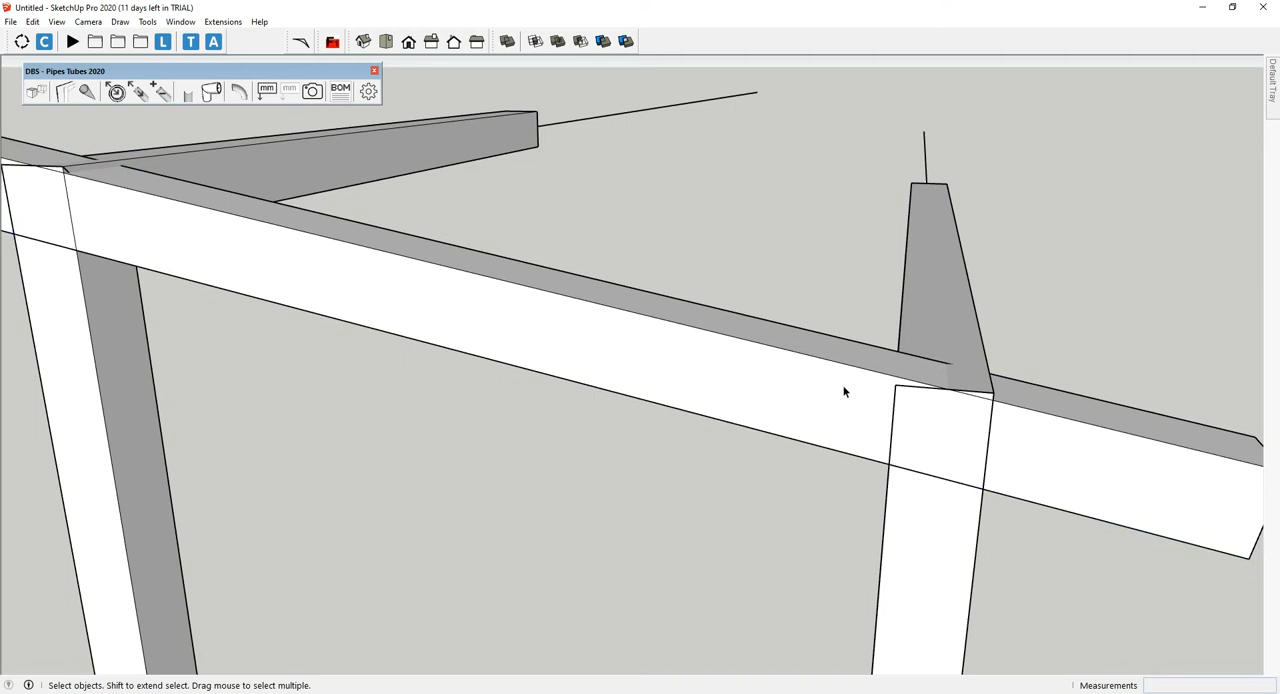 Untitled - SketchUp Pro 2020 (11 days left in TRIAL)
File Edit View Camera Draw Tools Window Extensions Help
C L T A
DBS - Pipes Tubes 2020
mm mm BOM
Default Tray
Select objects. Shift to extend select. Drag mouse to select multiple.
Measurements